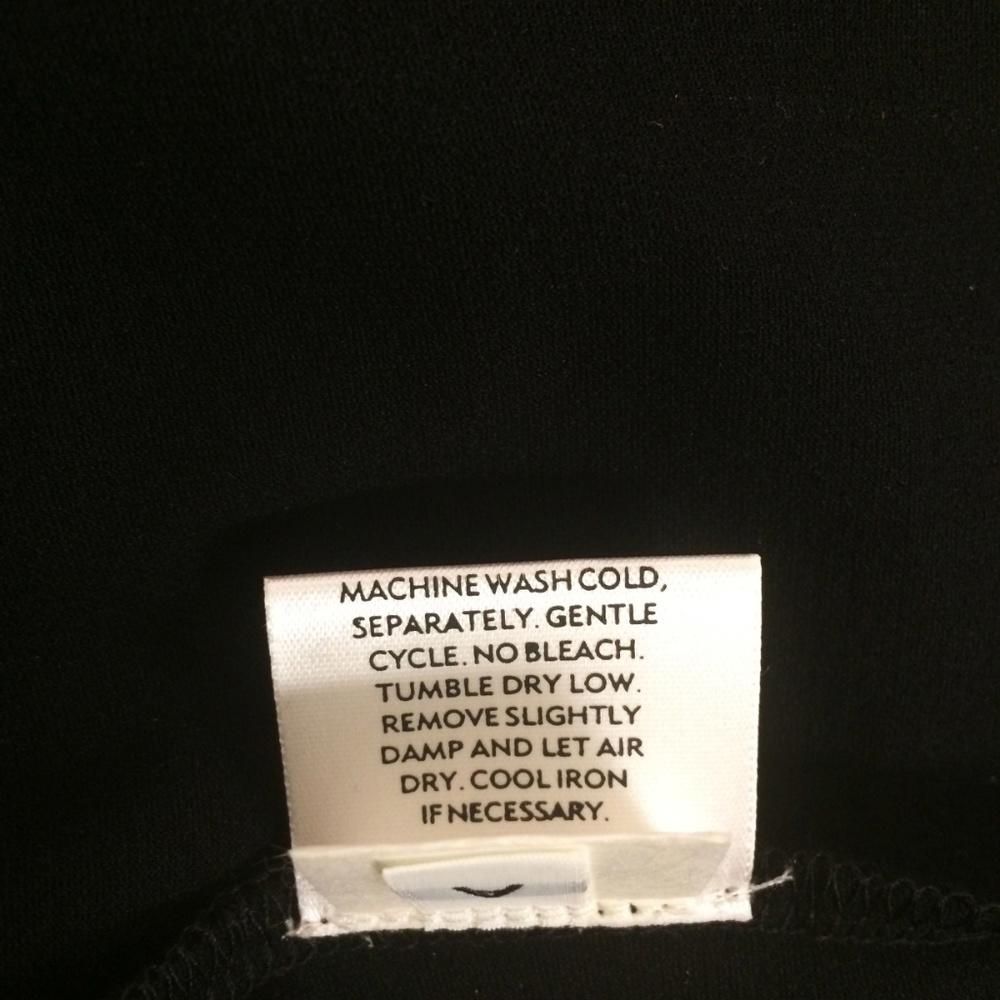 MACHINE WASH COLD,
SEPARATELY. GENTLE
CYCLE. NO BLEACH.
TUMBLE DRY LOW.
REMOVE SLIGHTLY
DAMP AND LET AIR
DRY. COOL IRON
IF NECESSARY.